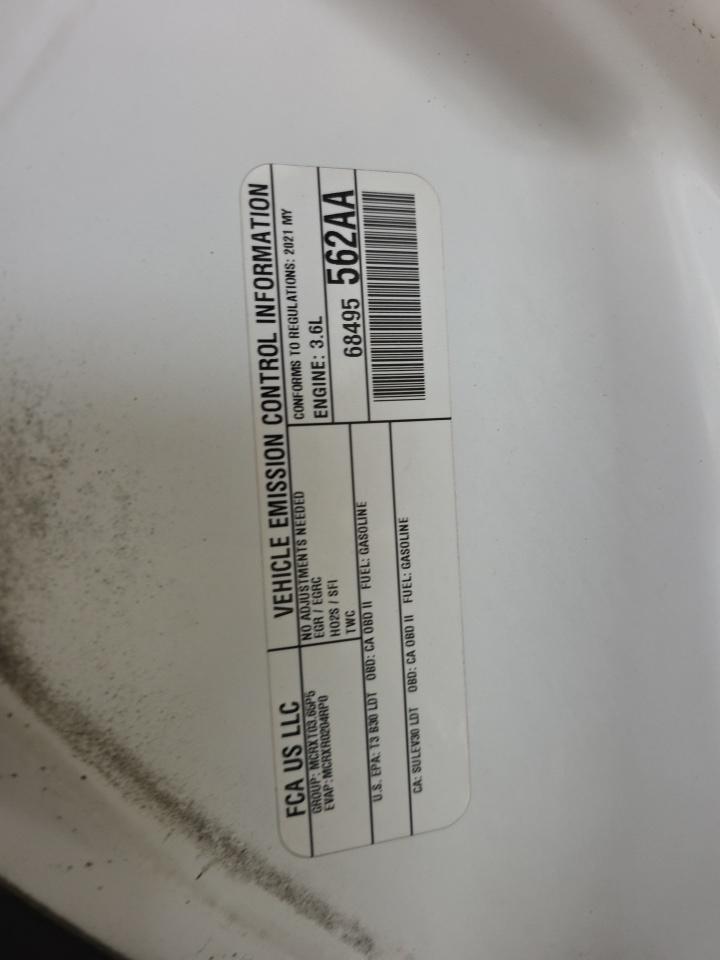 VEHICLE EMISSION CONTROL INFORMATION
FCA US LLC
GROUP: MCRXT03.65P5
EVAP: MCRXR0204RP0
NO ADJUSTMENTS NEEDED
EGR / EGRC
HO2S / SFI
TWC
CONFORMS TO REGULATIONS: 2021 MY
ENGINE: 3.6L
68495 562AA
U.S. EPA: T3 B30 LDT OBD: CA OBD II FUEL: GASOLINE
CA: SULEV30 LDT OBD: CA OBD II FUEL: GASOLINE